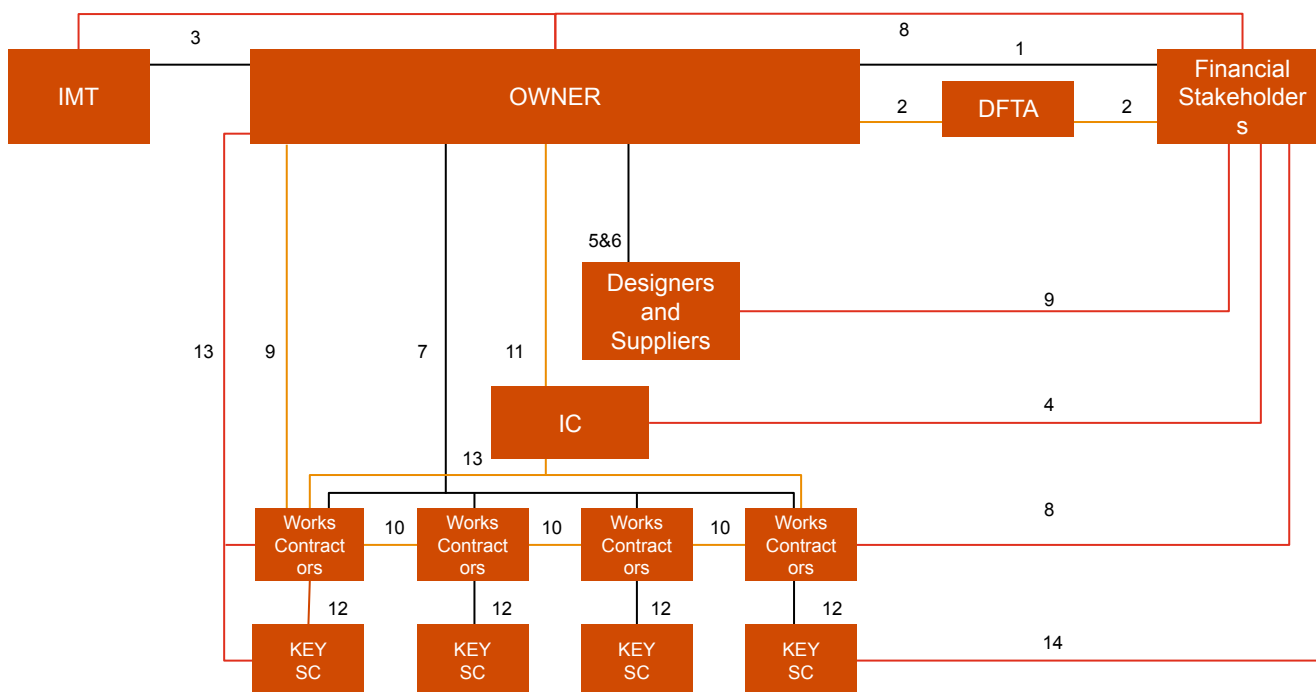 8
3
1
IMT
OWNER
Financial
Stakeholder
s
2
DFTA
2
5&6
Designers
and
Suppliers
9
13
9
7
11
4
IC
13
8
Works
Contract
ors
10
Works
Contract
ors
10
Works
Contract
ors
10
Works
Contract
ors
12
12
12
12
14
KEY
SC
KEY
SC
KEY
SC
KEY
SC